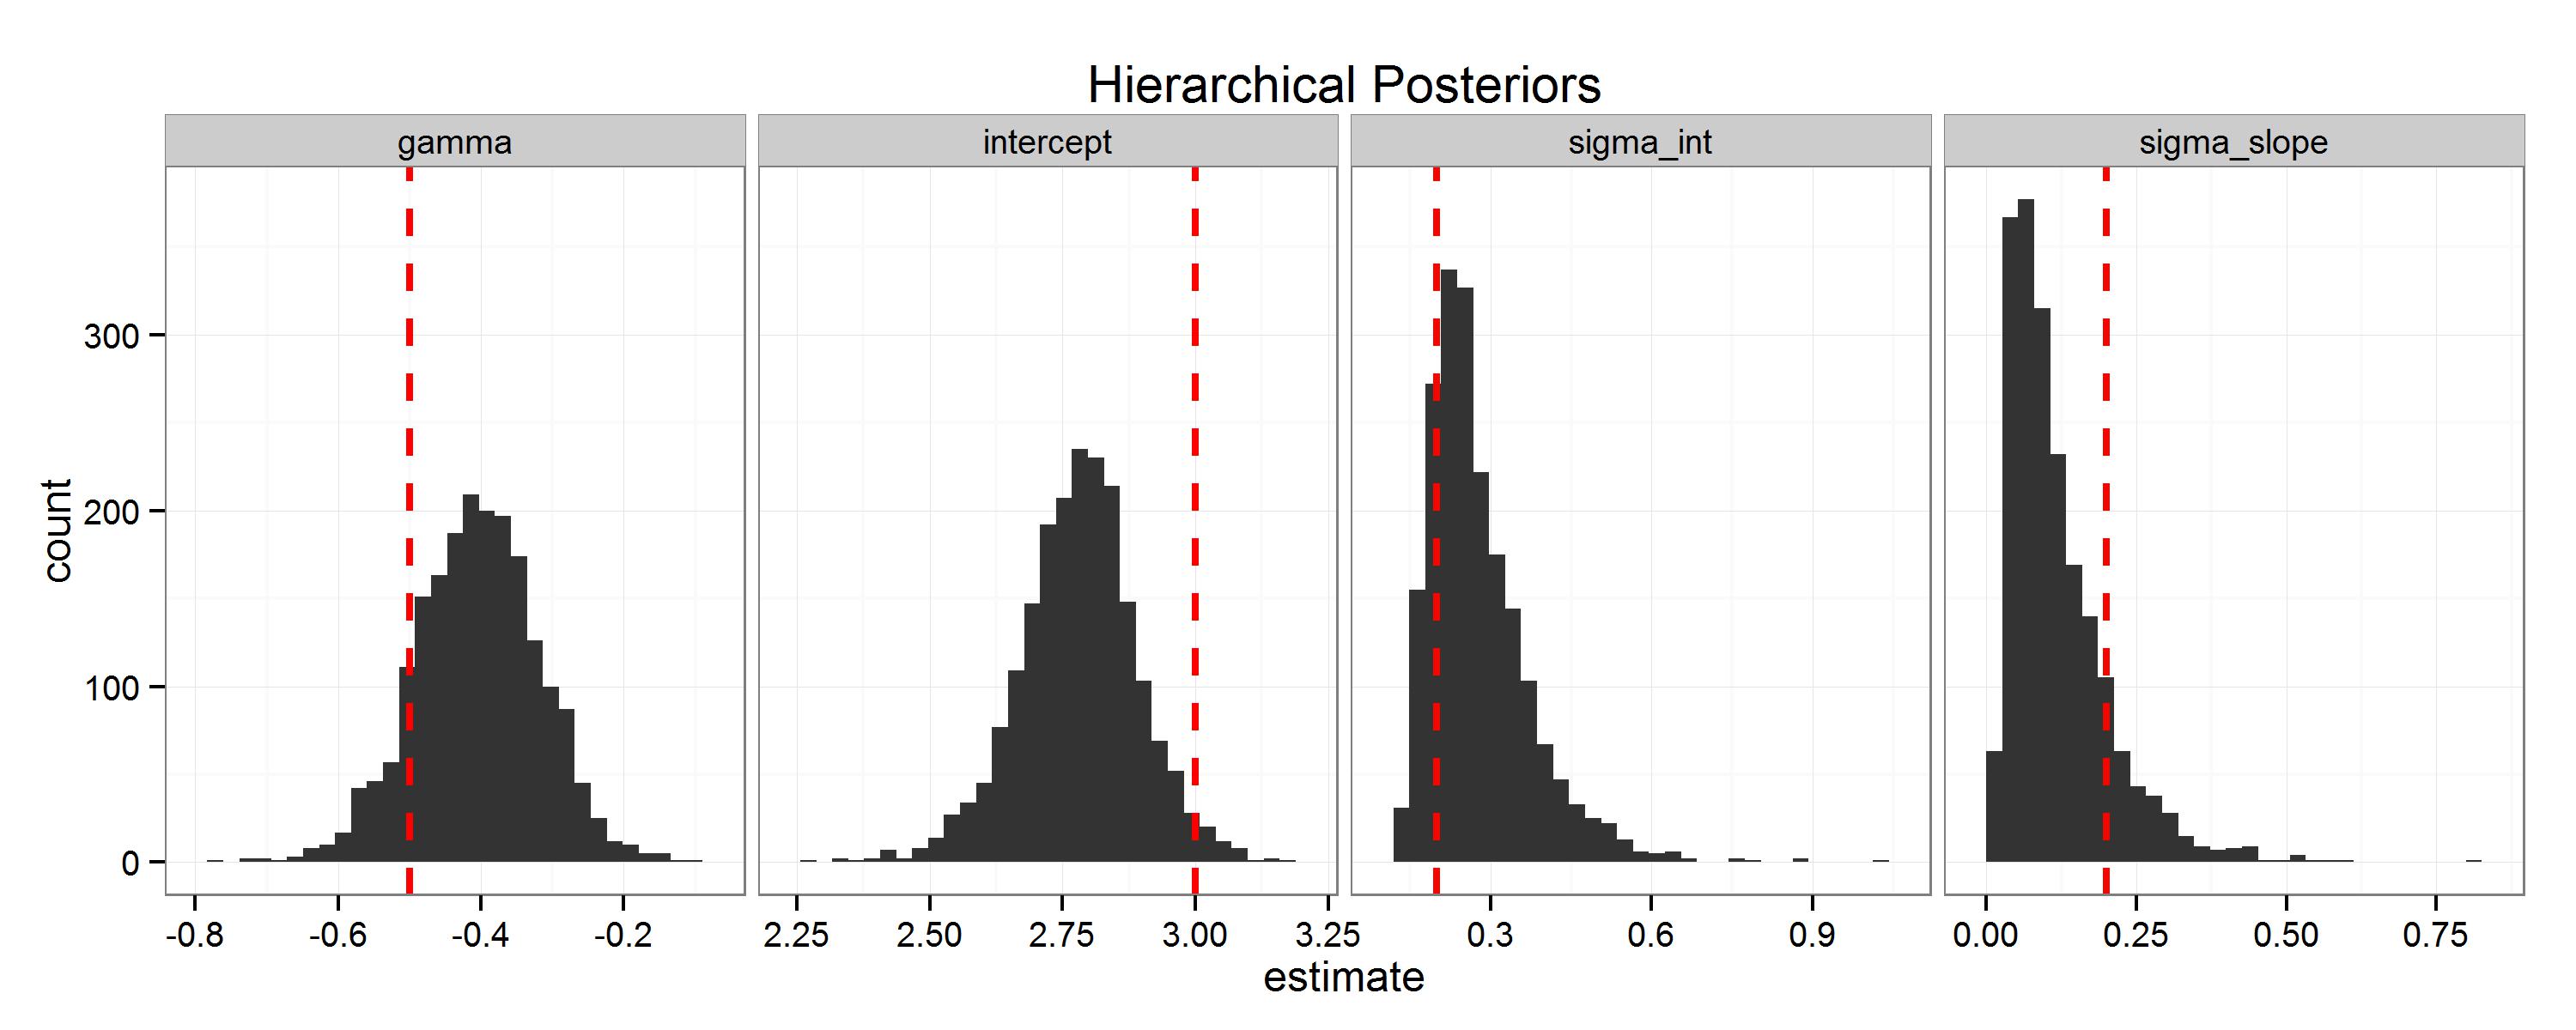 Hierarchical Posteriors
gamma intercept sigma_int sigma_slope
count
300
200
100
0
-0.8 -0.6 -0.4 -0.2 2.25 2.50 2.75 3.00 3.25 0.3 0.6 0.9 0.00 0.25 0.50 0.75
estimate